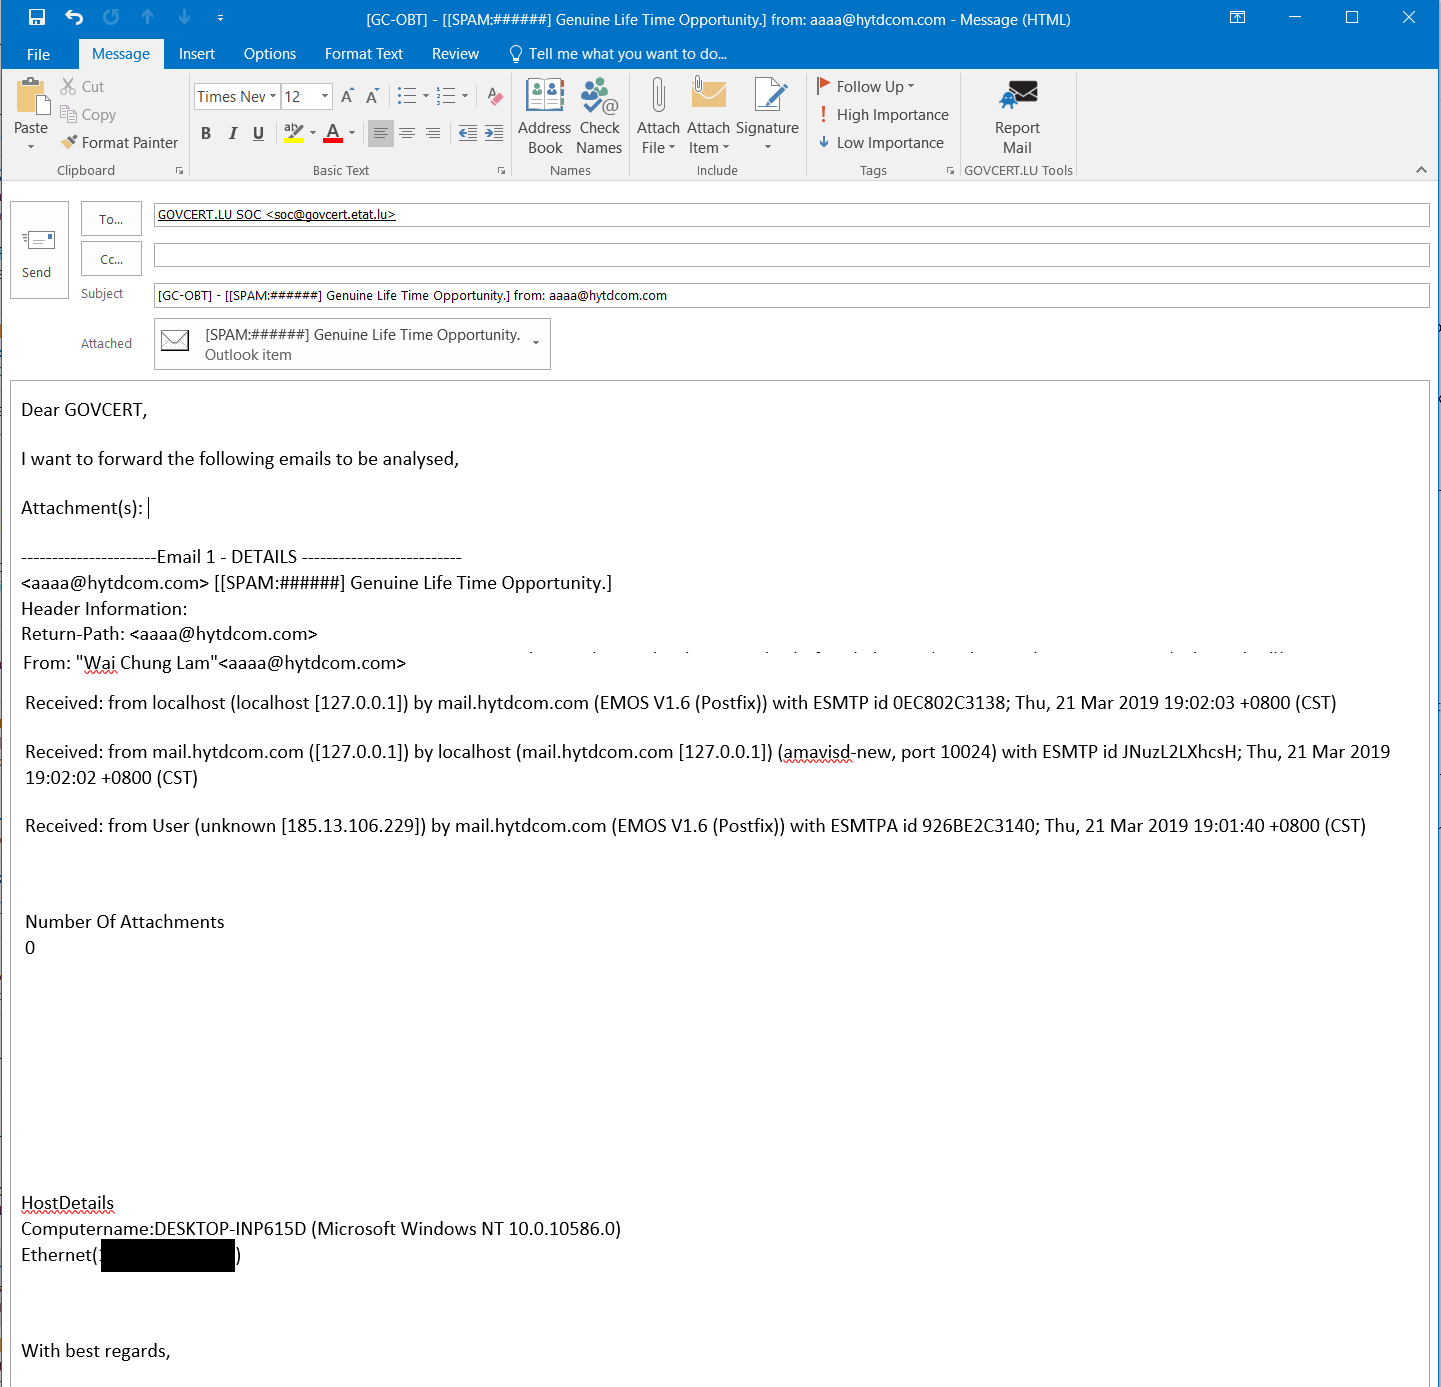 [GC-OBT] - [[SPAM:######] Genuine Life Time Opportunity.] from: aaaa@hytdcom.com - Message (HTML)
File Message Insert Options Format Text Review Tell me what you want to do...
Paste
Cut
Copy
Format Painter
Clipboard
Times Nev 12
B I U
Basic Text
Address Book
Check Names
Names
Attach File
Attach Item
Signature
Include
Follow Up
High Importance
Low Importance
Tags
Report Mail
GOVCERT.LU Tools
Send
To... GOVCERT.LU SOC <soc@govcert.etat.lu>
Cc...
Subject [GC-OBT] - [[SPAM:######] Genuine Life Time Opportunity.] from: aaaa@hytdcom.com
Attached [SPAM:######] Genuine Life Time Opportunity.
Outlook item
Dear GOVCERT,
I want to forward the following emails to be analysed,
Attachment(s):
----------------------Email 1 - DETAILS --------------------------
<aaaa@hytdcom.com> [[SPAM:######] Genuine Life Time Opportunity.]
Header Information:
Return-Path: <aaaa@hytdcom.com>
From: "Wai Chung Lam"<aaaa@hytdcom.com>
Received: from localhost (localhost [127.0.0.1]) by mail.hytdcom.com (EMOS V1.6 (Postfix)) with ESMTP id 0EC802C3138; Thu, 21 Mar 2019 19:02:03 +0800 (CST)
Received: from mail.hytdcom.com ([127.0.0.1]) by localhost (mail.hytdcom.com [127.0.0.1]) (amavisd-new, port 10024) with ESMTP id JNuzL2LXhcsH; Thu, 21 Mar 2019
19:02:02 +0800 (CST)
Received: from User (unknown [185.13.106.229]) by mail.hytdcom.com (EMOS V1.6 (Postfix)) with ESMTPA id 926BE2C3140; Thu, 21 Mar 2019 19:01:40 +0800 (CST)
Number Of Attachments
0
HostDetails
Computername:DESKTOP-INP615D (Microsoft Windows NT 10.0.10586.0)
Ethernet( )
With best regards,